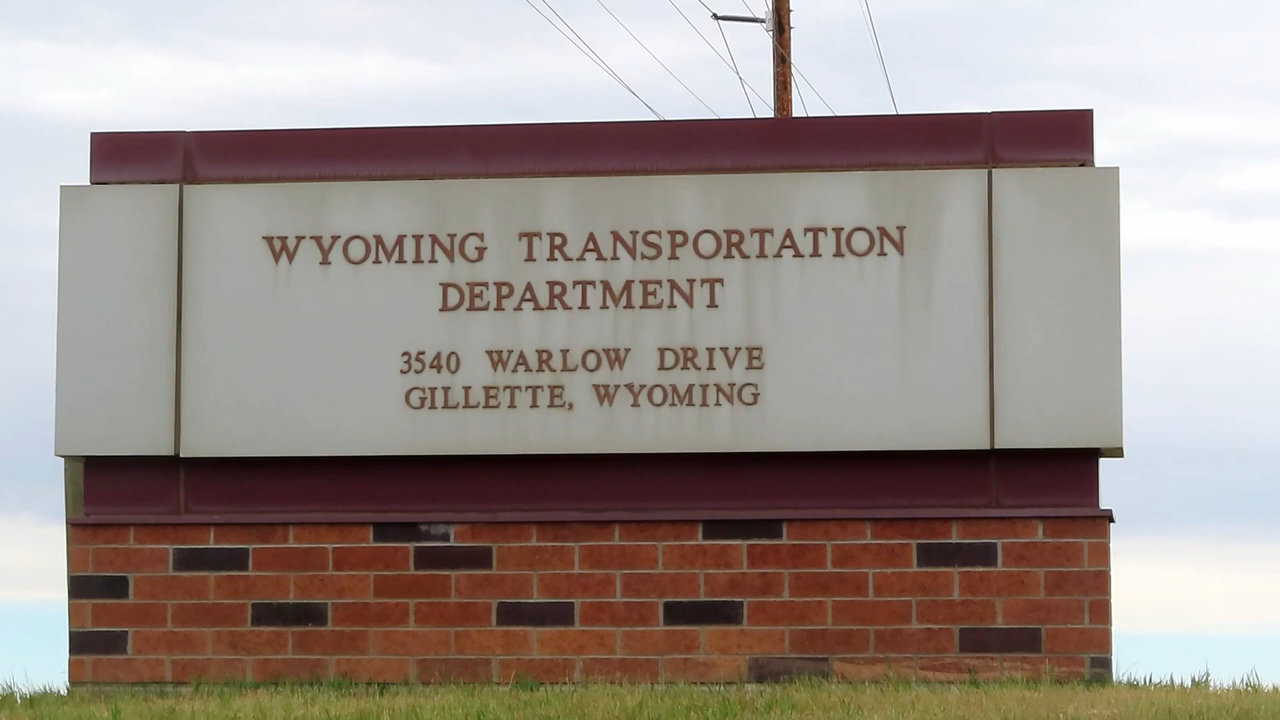 WYOMING TRANSPORTATION
DEPARTMENT
3540 WARLOW DRIVE
GILLETTE, WYOMING